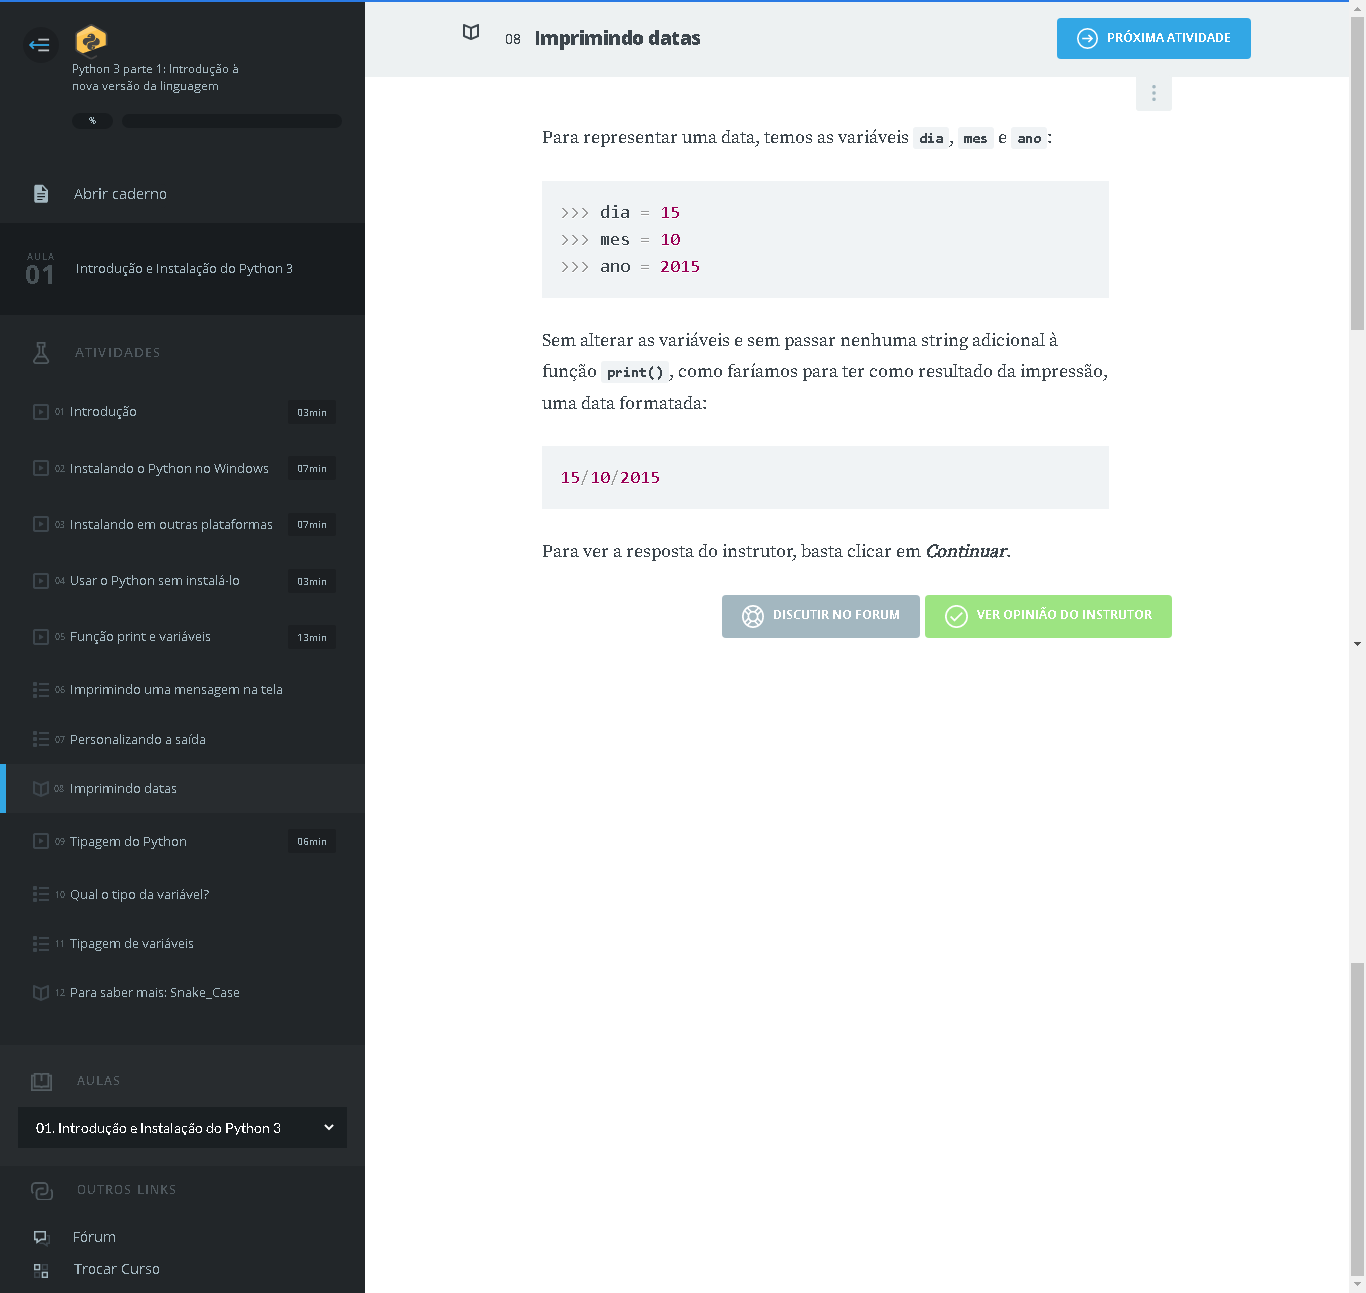 Python 3 parte 1: Introdução à
nova versão da linguagem
%
Abrir caderno
AULA
01
Introdução e Instalação do Python 3
ATIVIDADES
01 Introdução 03min
02 Instalando o Python no Windows 07min
03 Instalando em outras plataformas 07min
04 Usar o Python sem instalá-lo 03min
05 Função print e variáveis 13min
06 Imprimindo uma mensagem na tela
07 Personalizando a saída
08 Imprimindo datas
09 Tipagem do Python 06min
10 Qual o tipo da variável?
11 Tipagem de variáveis
12 Para saber mais: Snake_Case
AULAS
01. Introdução e Instalação do Python 3
OUTROS LINKS
Fórum
Trocar Curso
08 Imprimindo datas
PRÓXIMA ATIVIDADE
Para representar uma data, temos as variáveis dia, mes e ano:
>>> dia = 15
>>> mes = 10
>>> ano = 2015
Sem alterar as variáveis e sem passar nenhuma string adicional à
função print(), como faríamos para ter como resultado da impressão,
uma data formatada:
15/10/2015
Para ver a resposta do instrutor, basta clicar em Continuar.
DISCUTIR NO FORUM
VER OPINIÃO DO INSTRUTOR